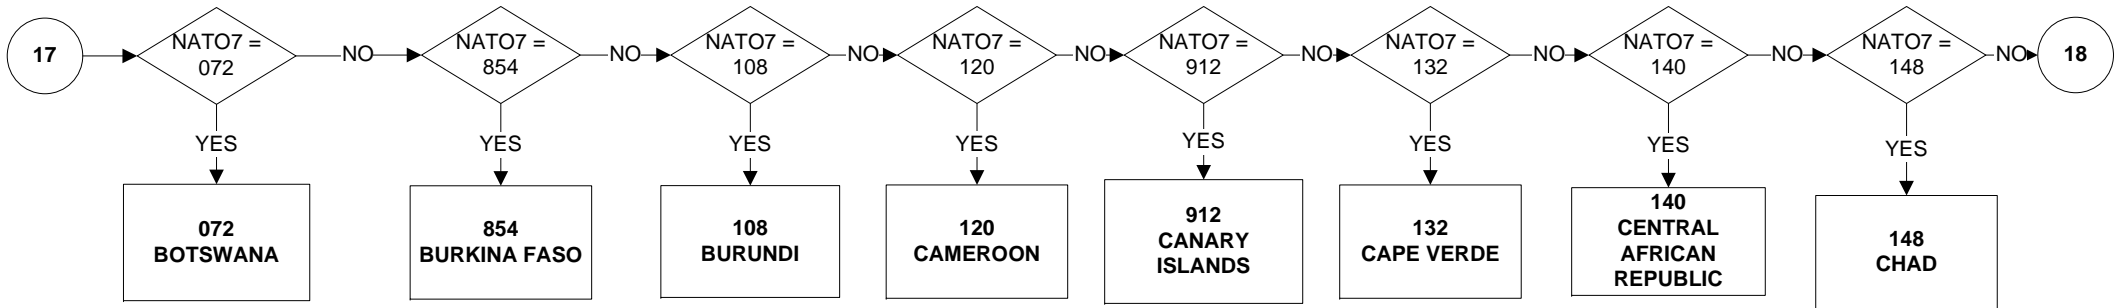 17
NATO7 =
072
NO
NATO7 =
854
NO
NATO7 =
108
NO
NATO7 =
120
NO
NATO7 =
912
NO
NATO7 =
132
NO
NATO7 =
140
NO
NATO7 =
148
NO
18
YES
YES
YES
YES
YES
YES
YES
YES
072
BOTSWANA
854
BURKINA FASO
108
BURUNDI
120
CAMEROON
912
CANARY
ISLANDS
132
CAPE VERDE
140
CENTRAL
AFRICAN
REPUBLIC
148
CHAD